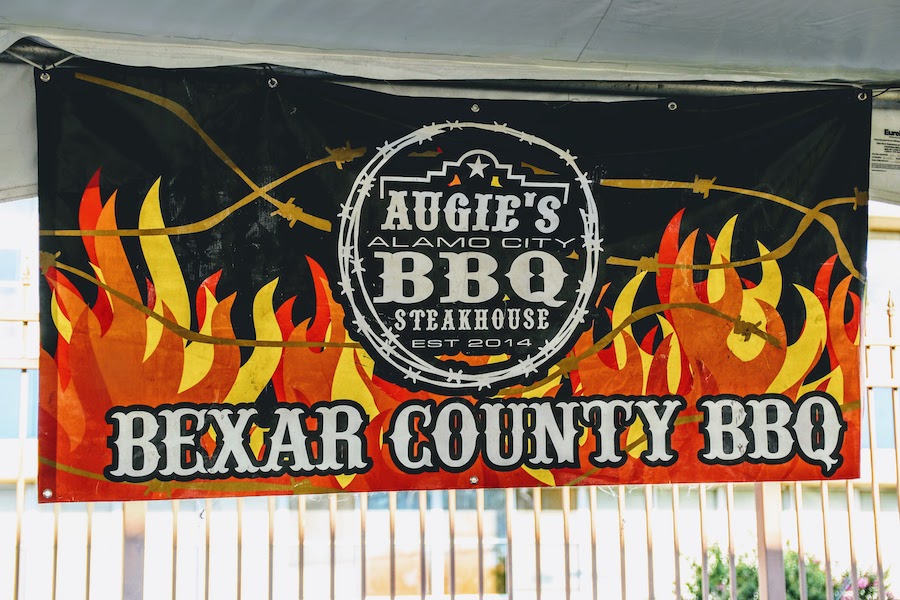 AUGIE'S
ALAMO CITY
BBQ
STEAKHOUSE
EST 2014
BEXAR COUNTY BBQ